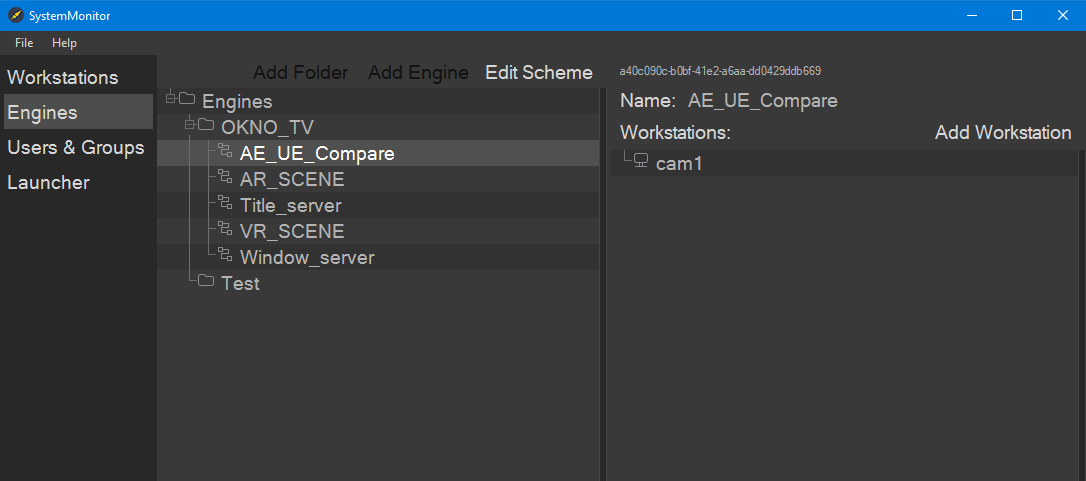 SystemMonitor
File Help
Workstations
Engines
Users & Groups
Launcher
Add Folder Add Engine Edit Scheme
Engines
OKNO_TV
AE_UE_Compare
AR_SCENE
Title_server
VR_SCENE
Window_server
Test
a40c090c-b0bf-41e2-a6aa-dd0429ddb669
Name: AE_UE_Compare
Workstations: Add Workstation
cam1